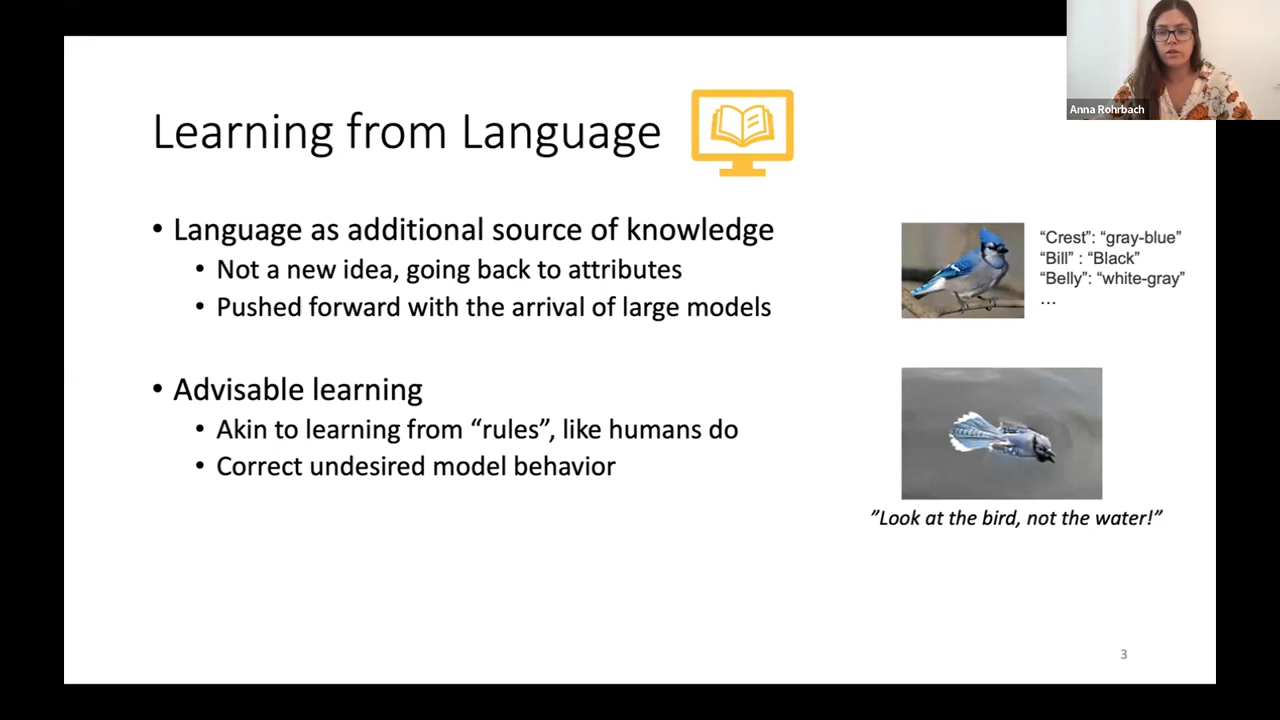 Anna Rohrbach
Learning from Language
• Language as additional source of knowledge
• Not a new idea, going back to attributes
• Pushed forward with the arrival of large models
“Crest”: “gray-blue”
“Bill” : “Black”
“Belly”: “white-gray”
…
• Advisable learning
• Akin to learning from “rules”, like humans do
• Correct undesired model behavior
”Look at the bird, not the water!”
3